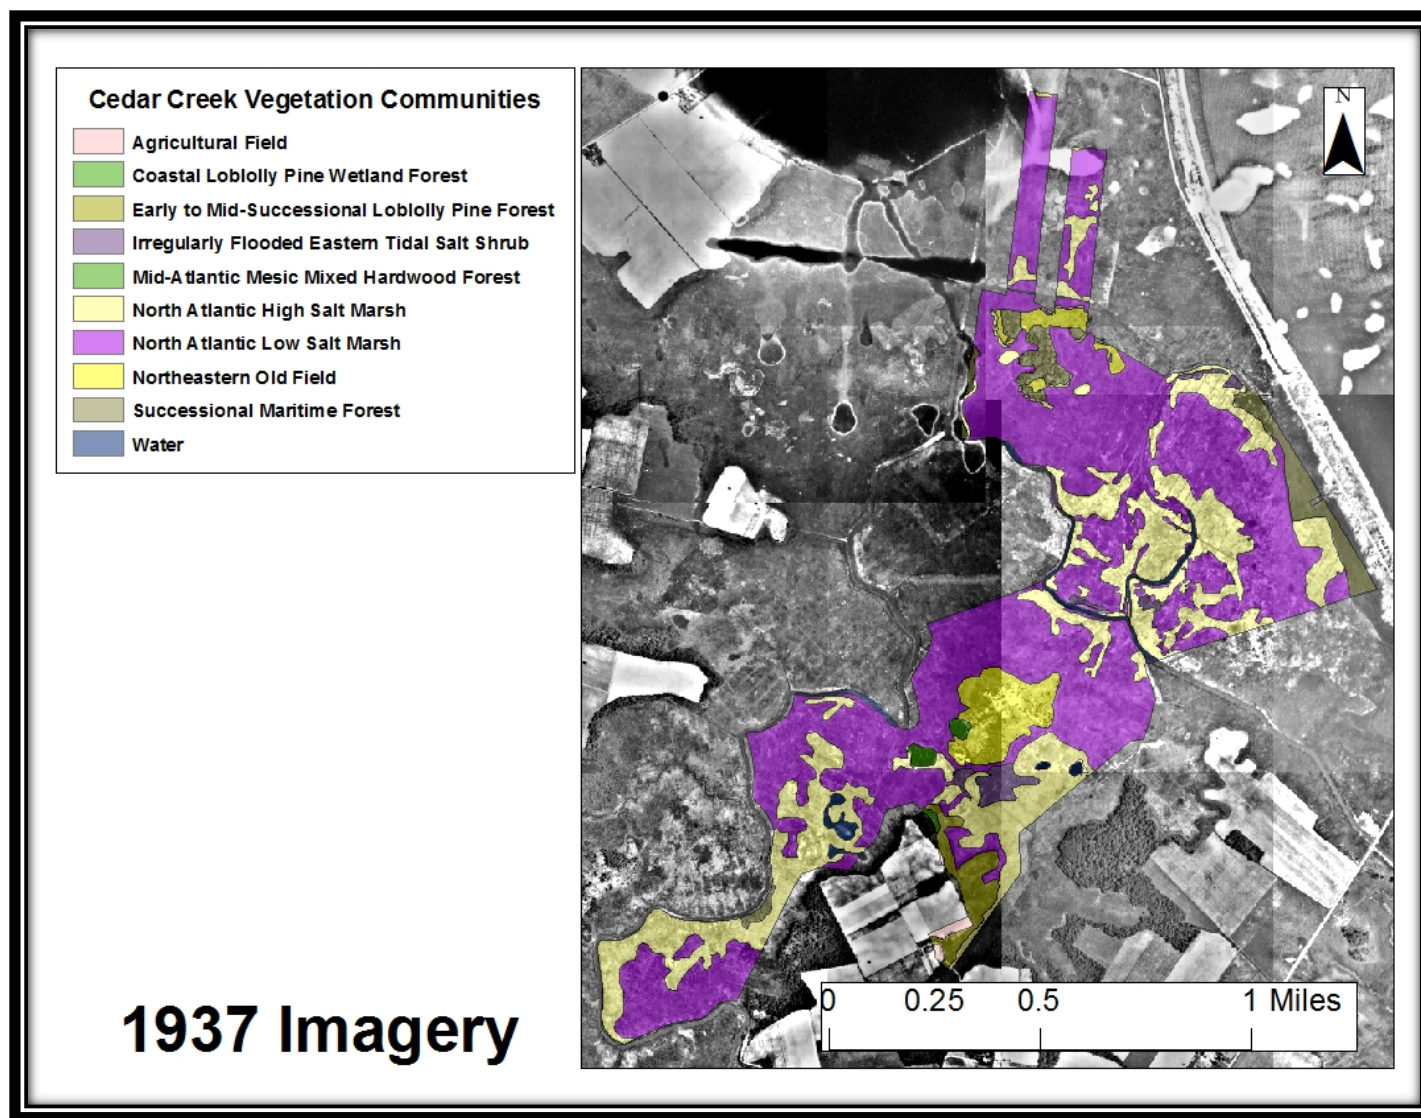 Cedar Creek Vegetation Communities
Agricultural Field
Coastal Loblolly Pine Wetland Forest
Early to Mid-Successional Loblolly Pine Forest
Irregularly Flooded Eastern Tidal Salt Shrub
Mid-Atlantic Mesic Mixed Hardwood Forest
North Atlantic High Salt Marsh
North Atlantic Low Salt Marsh
Northeastern Old Field
Successional Maritime Forest
Water
N
0 0.25 0.5 1 Miles
1937 Imagery